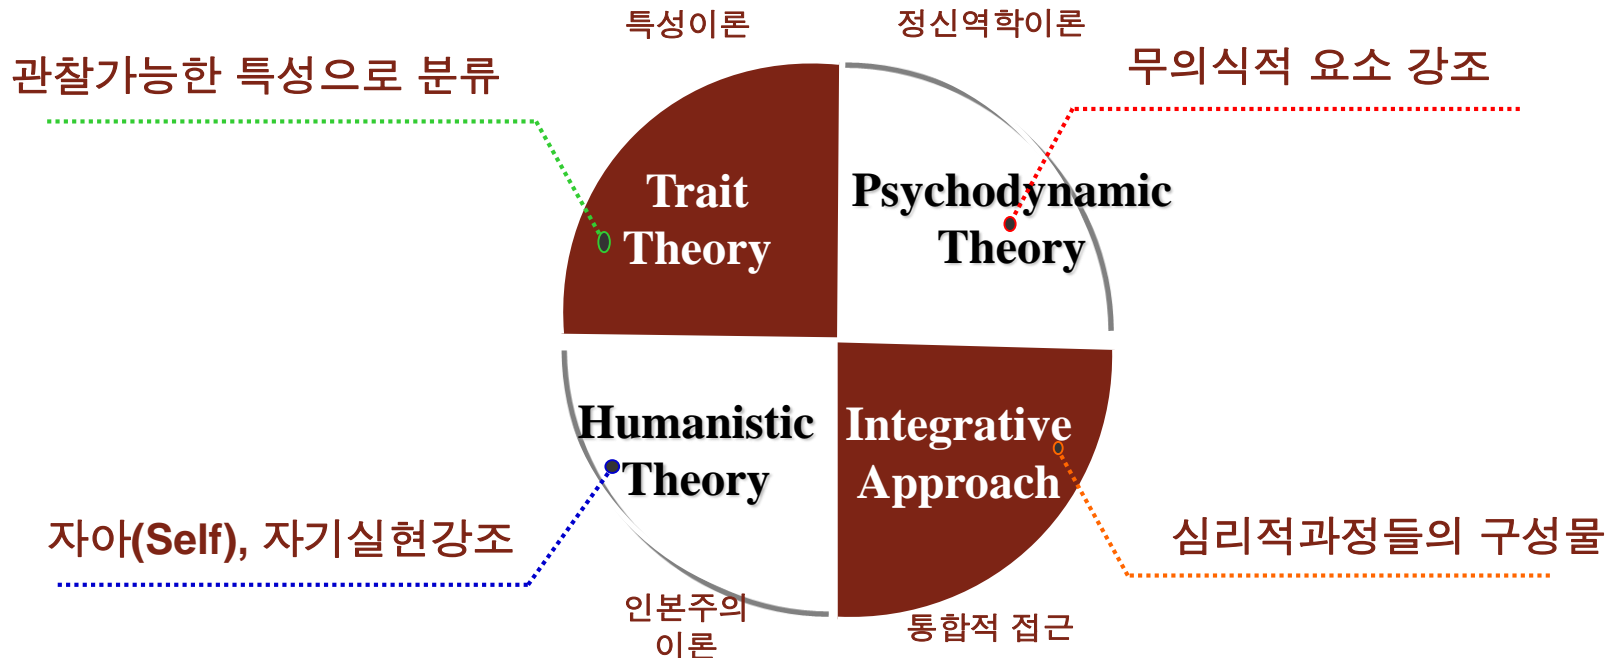 특성이론
정신역학이론
관찰가능한 특성으로 분류
무의식적 요소 강조
Trait
Theory
Psychodynamic
Theory
Humanistic
Theory
Integrative
Approach
자아(Self), 자기실현강조
심리적과정들의 구성물
인본주의
이론
통합적 접근